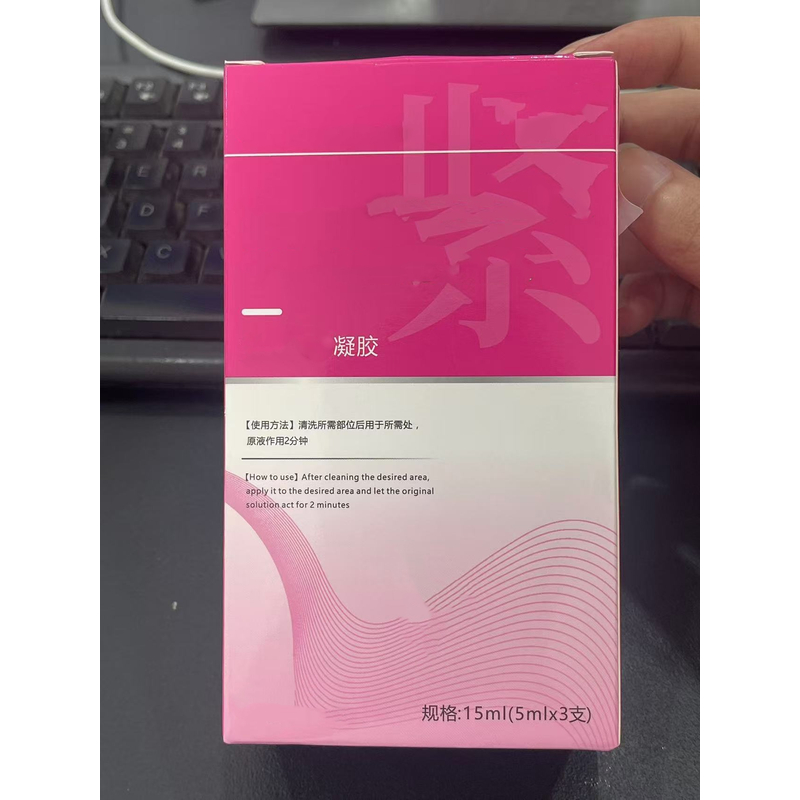 紧
凝胶
【使用方法】清洗所需部位后用于所需处，
原液作用2分钟
【How to use】After cleaning the desired area,
apply it to the desired area and let the original
solution act for 2 minutes
规格:15ml(5mlx3支)